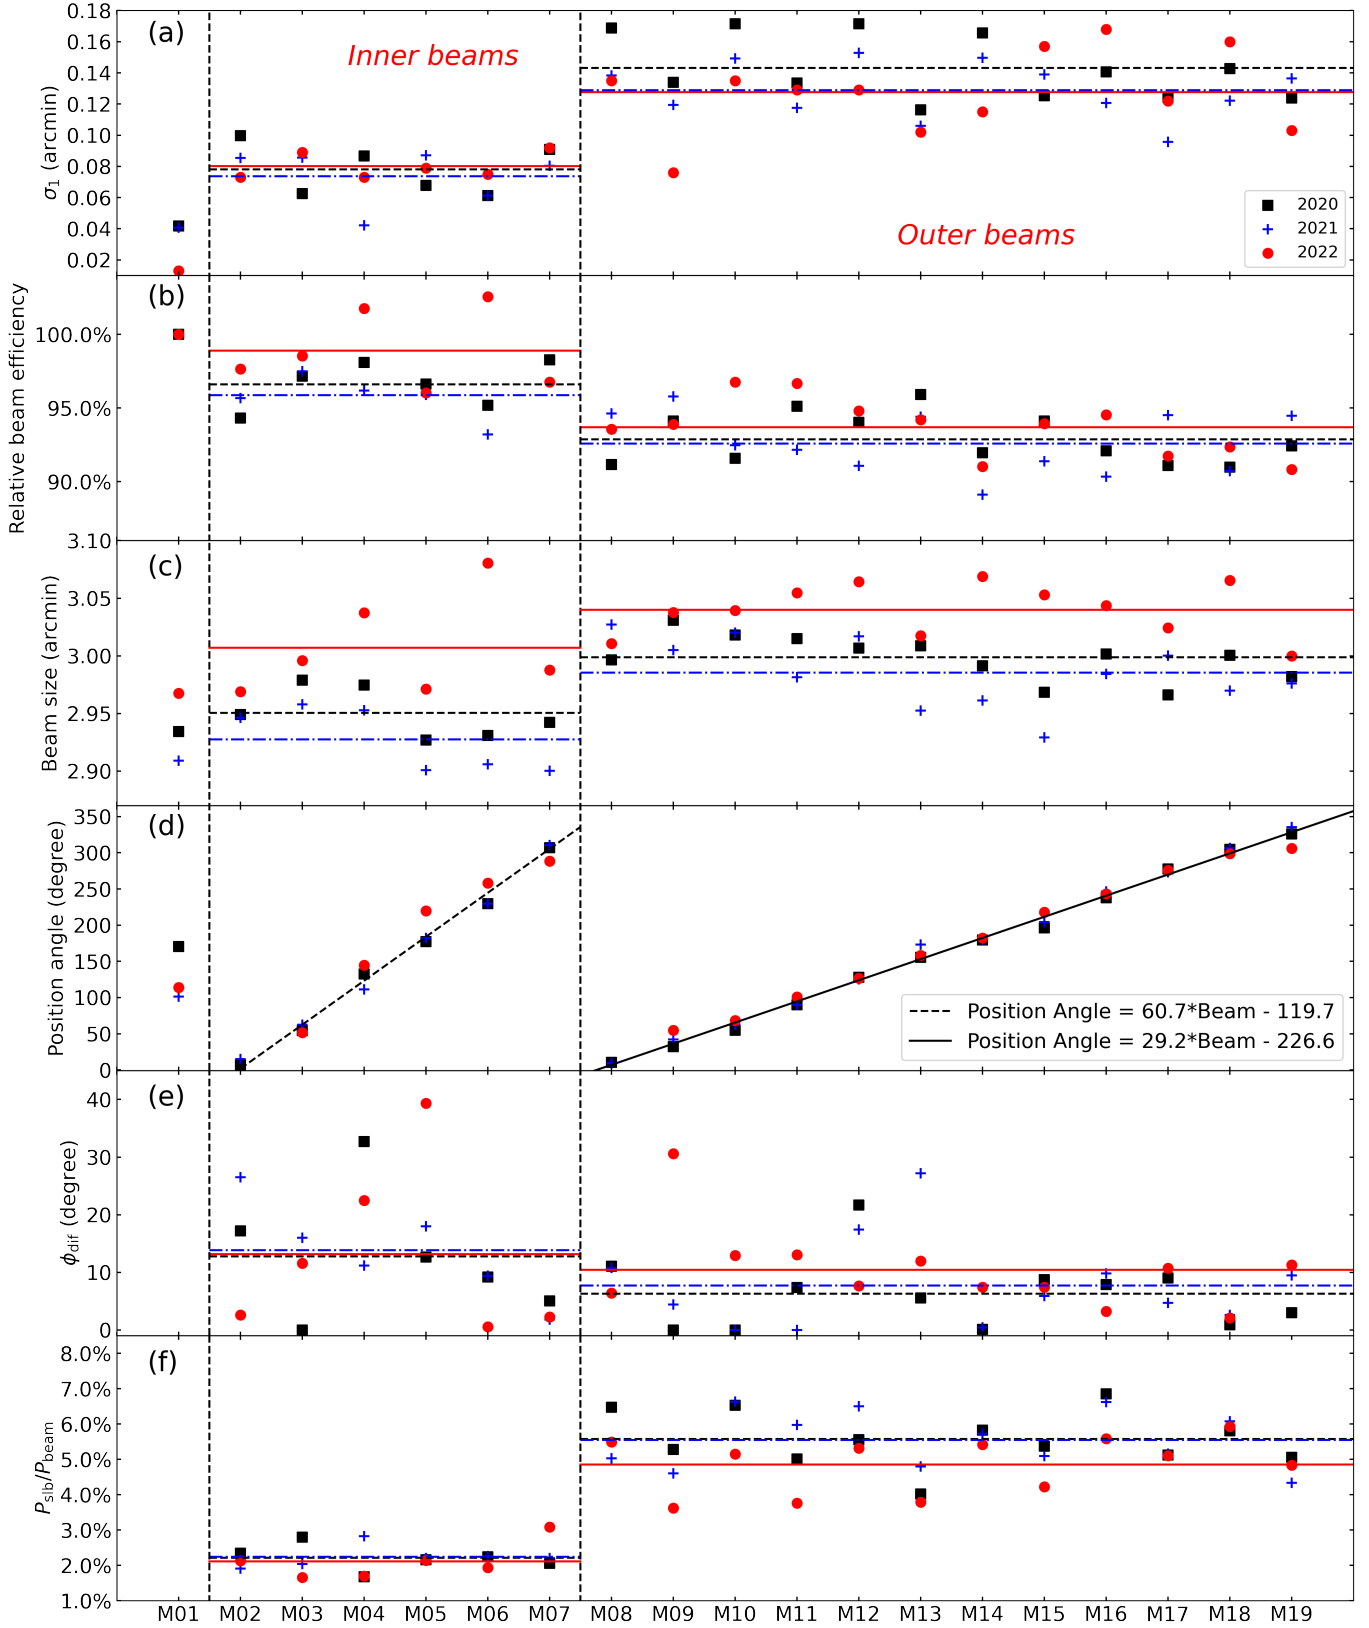 (a)
Inner beams
Outer beams
2020
2021
2022
σ1 (arcmin)
0.18
0.16
0.14
0.12
0.10
0.08
0.06
0.04
0.02
(b)
Relative beam efficiency
100.0%
95.0%
90.0%
(c)
Beam size (arcmin)
3.10
3.05
3.00
2.95
2.90
(d)
Position angle (degree)
350
300
250
200
150
100
50
0
Position Angle = 60.7*Beam - 119.7
Position Angle = 29.2*Beam - 226.6
(e)
ϕdif (degree)
40
30
20
10
0
(f)
Pslb/Pbeam
8.0%
7.0%
6.0%
5.0%
4.0%
3.0%
2.0%
1.0%
M01 M02 M03 M04 M05 M06 M07 M08 M09 M10 M11 M12 M13 M14 M15 M16 M17 M18 M19